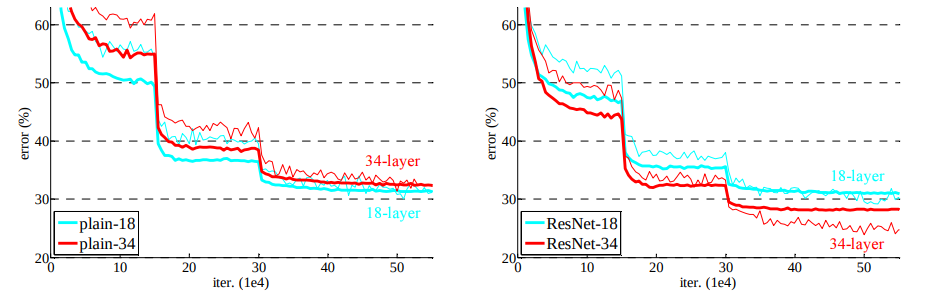 60
50
40
30
20
error (%)
0
10
20
30
40
50
iter. (1e4)
34-layer
18-layer
plain-18
plain-34
60
50
40
30
20
error (%)
0
10
20
30
40
50
iter. (1e4)
18-layer
34-layer
ResNet-18
ResNet-34